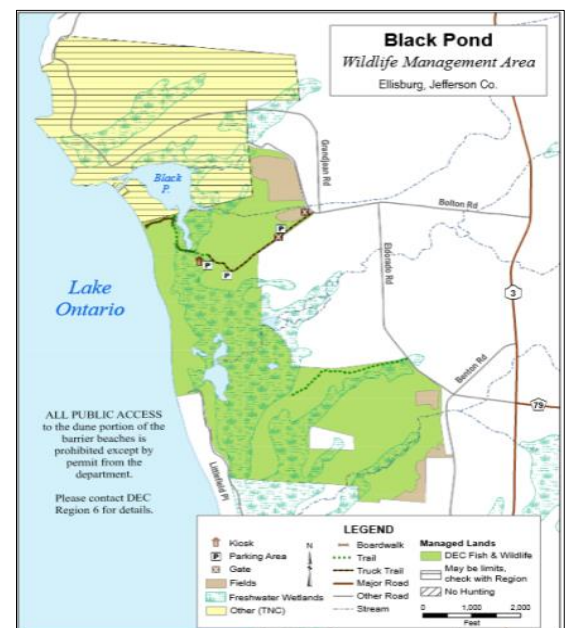 Black Pond
Wildlife Management Area
Ellisburg, Jefferson Co.
Grandjean Rd
Black
P.
Bolton Rd
P
P
P
Eldorado Rd
Lake
Ontario
3
Benton Rd
79
ALL PUBLIC ACCESS
to the dune portion of the
barrier beaches is
prohibited except by
permit from the
department.
Please contact DEC
Region 6 for details.
Littlefield Pl
LEGEND
Kiosk
P Parking Area
Gate
Fields
Freshwater Wetlands
Other (TNC)
N
Boardwalk
Trail
Truck Trail
Major Road
Other Road
Stream
Managed Lands
DEC Fish & Wildlife
May be limits,
check with Region
No Hunting
0 1,000 2,000
Feet